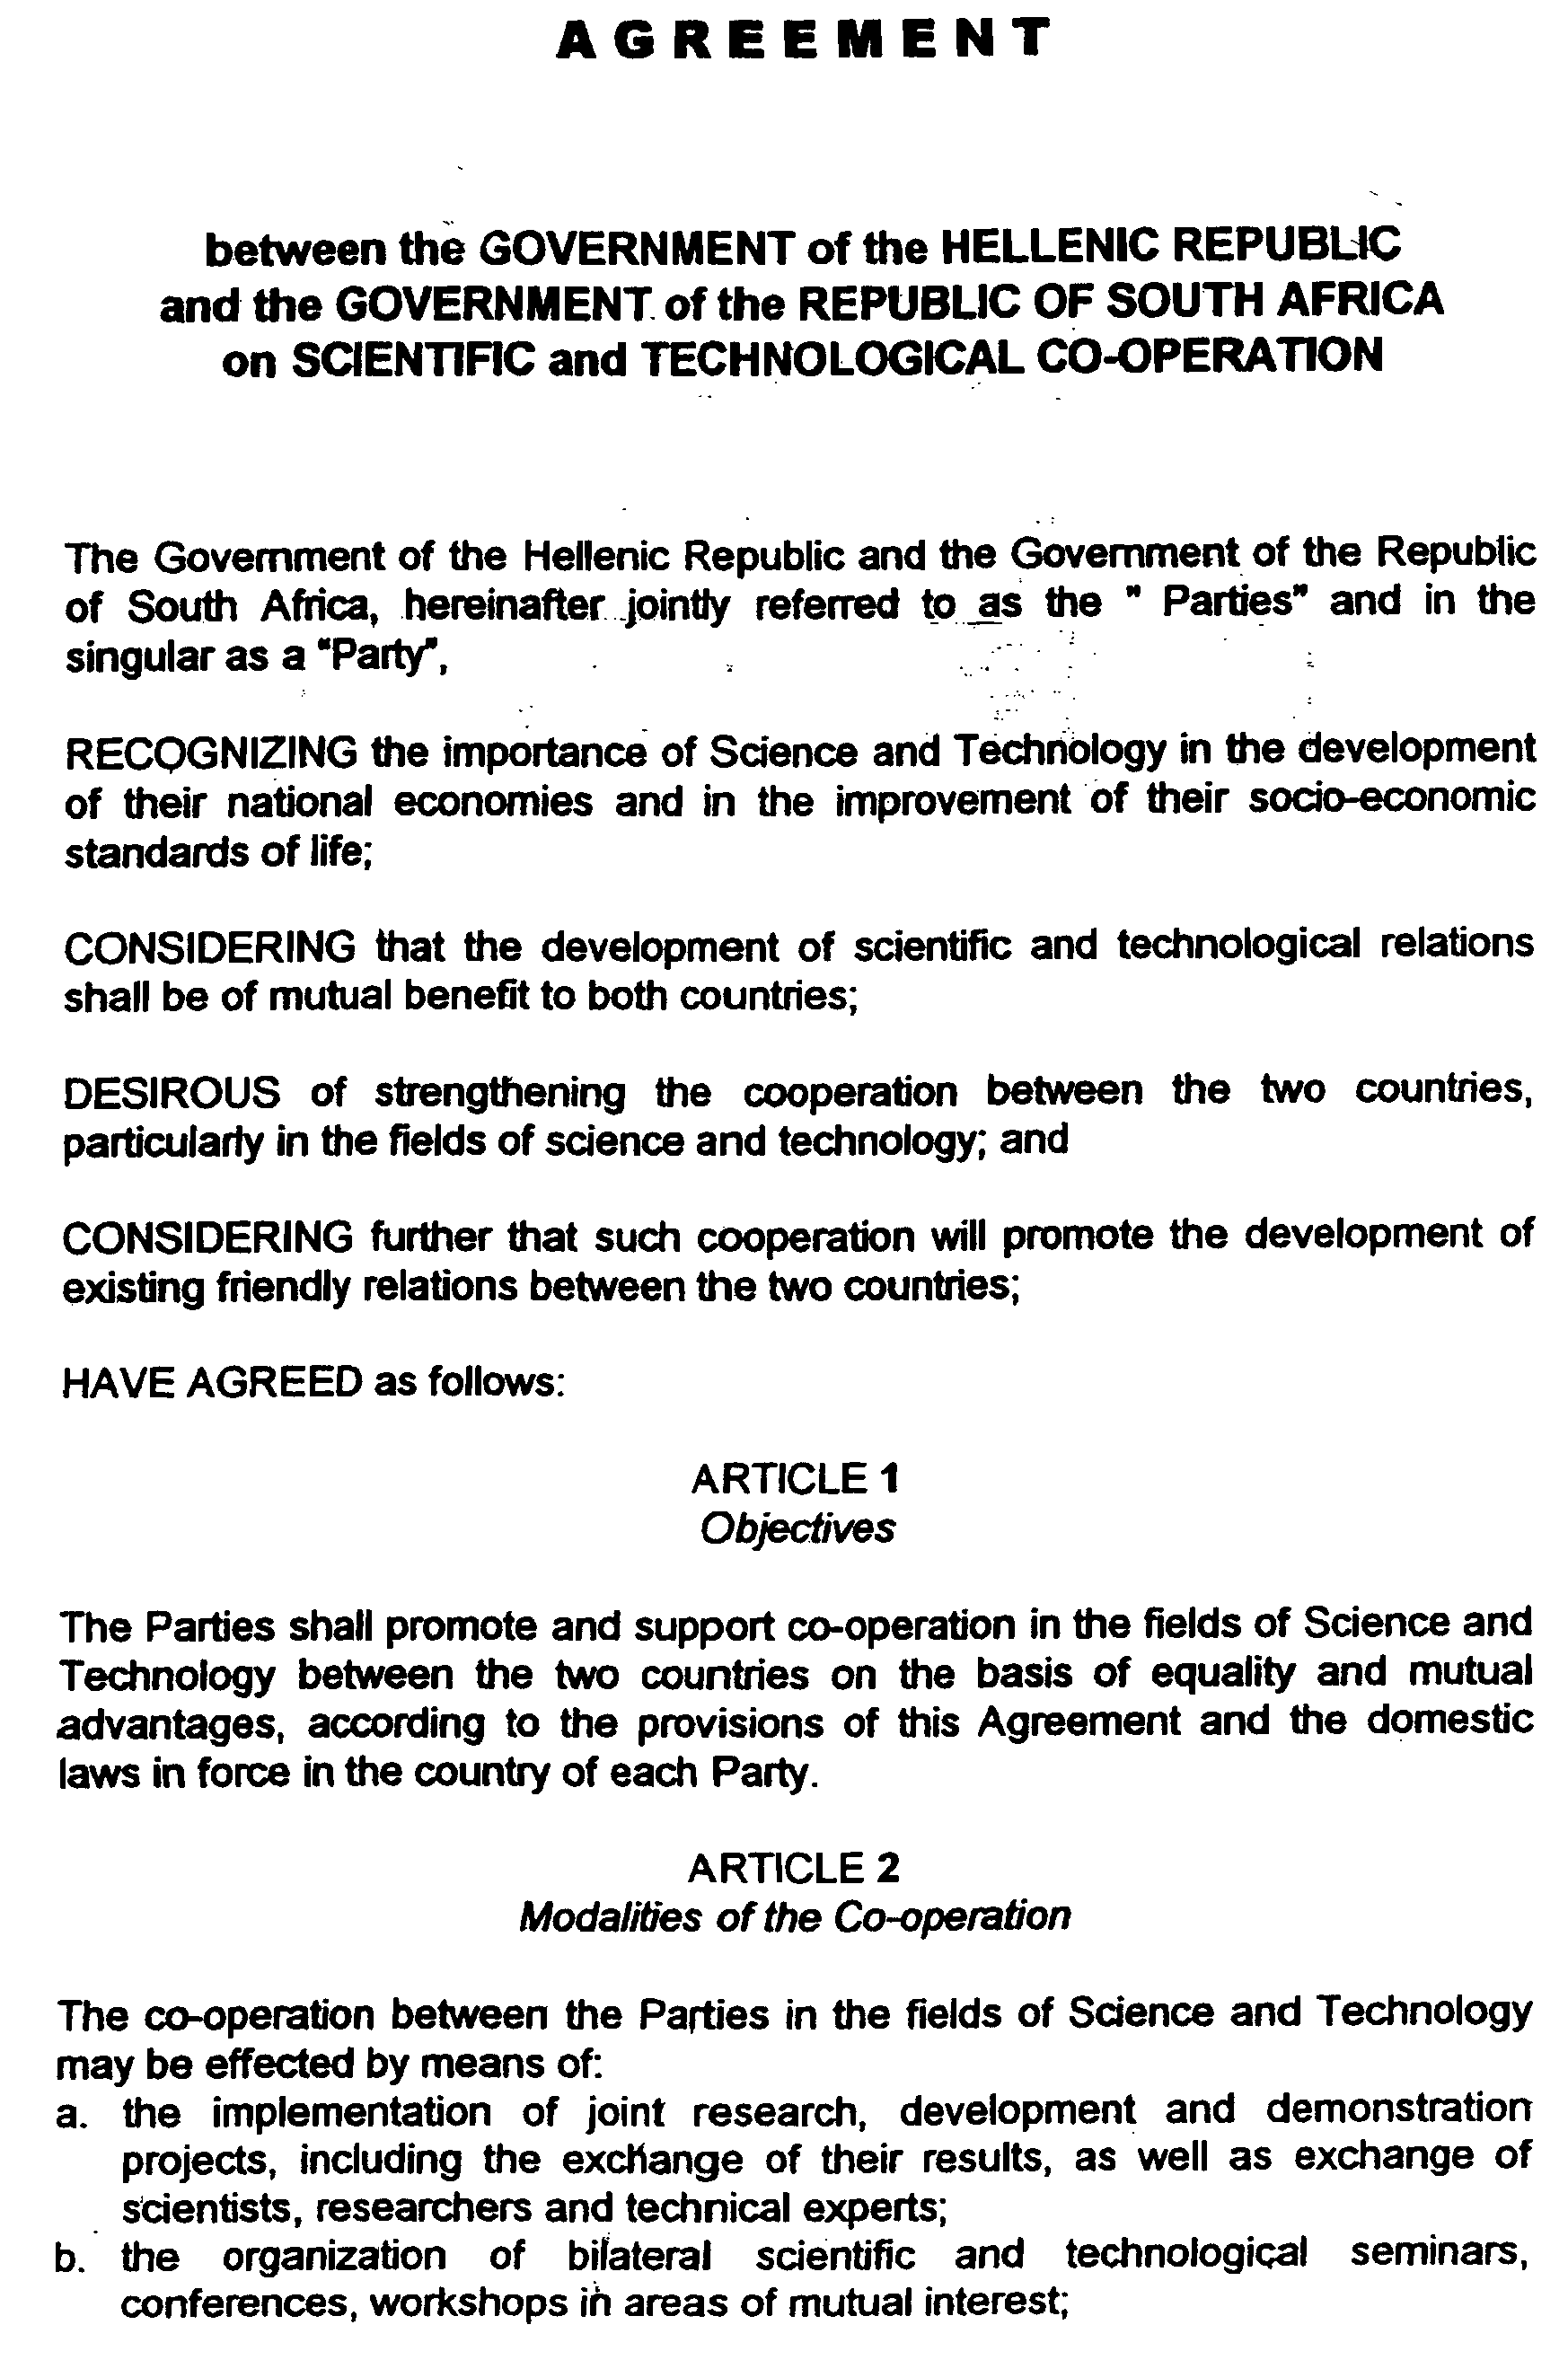 AGREEMENT
between the GOVERNMENT of the HELLENIC REPUBLIC
and the GOVERNMENT of the REPUBLIC OF SOUTH AFRICA
on SCIENTIFIC and TECHNOLOGICAL CO-OPERATION
The Government of the Hellenic Republic and the Government of the Republic
of South Africa, hereinafter jointly referred to as the " Parties" and in the
singular as a "Party",
RECOGNIZING the importance of Science and Technology in the development
of their national economies and in the improvement of their socio-economic
standards of life;
CONSIDERING that the development of scientific and technological relations
shall be of mutual benefit to both countries;
DESIROUS of strengthening the cooperation between the two countries,
particularly in the fields of science and technology; and
CONSIDERING further that such cooperation will promote the development of
existing friendly relations between the two countries;
HAVE AGREED as follows:
ARTICLE 1
Objectives
The Parties shall promote and support co-operation in the fields of Science and
Technology between the two countries on the basis of equality and mutual
advantages, according to the provisions of this Agreement and the domestic
laws in force in the country of each Party.
ARTICLE 2
Modalities of the Co-operation
The co-operation between the Parties in the fields of Science and Technology
may be effected by means of:
a. the implementation of joint research, development and demonstration
projects, including the exchange of their results, as well as exchange of
scientists, researchers and technical experts;
b. the organization of bilateral scientific and technological seminars,
conferences, workshops in areas of mutual interest;